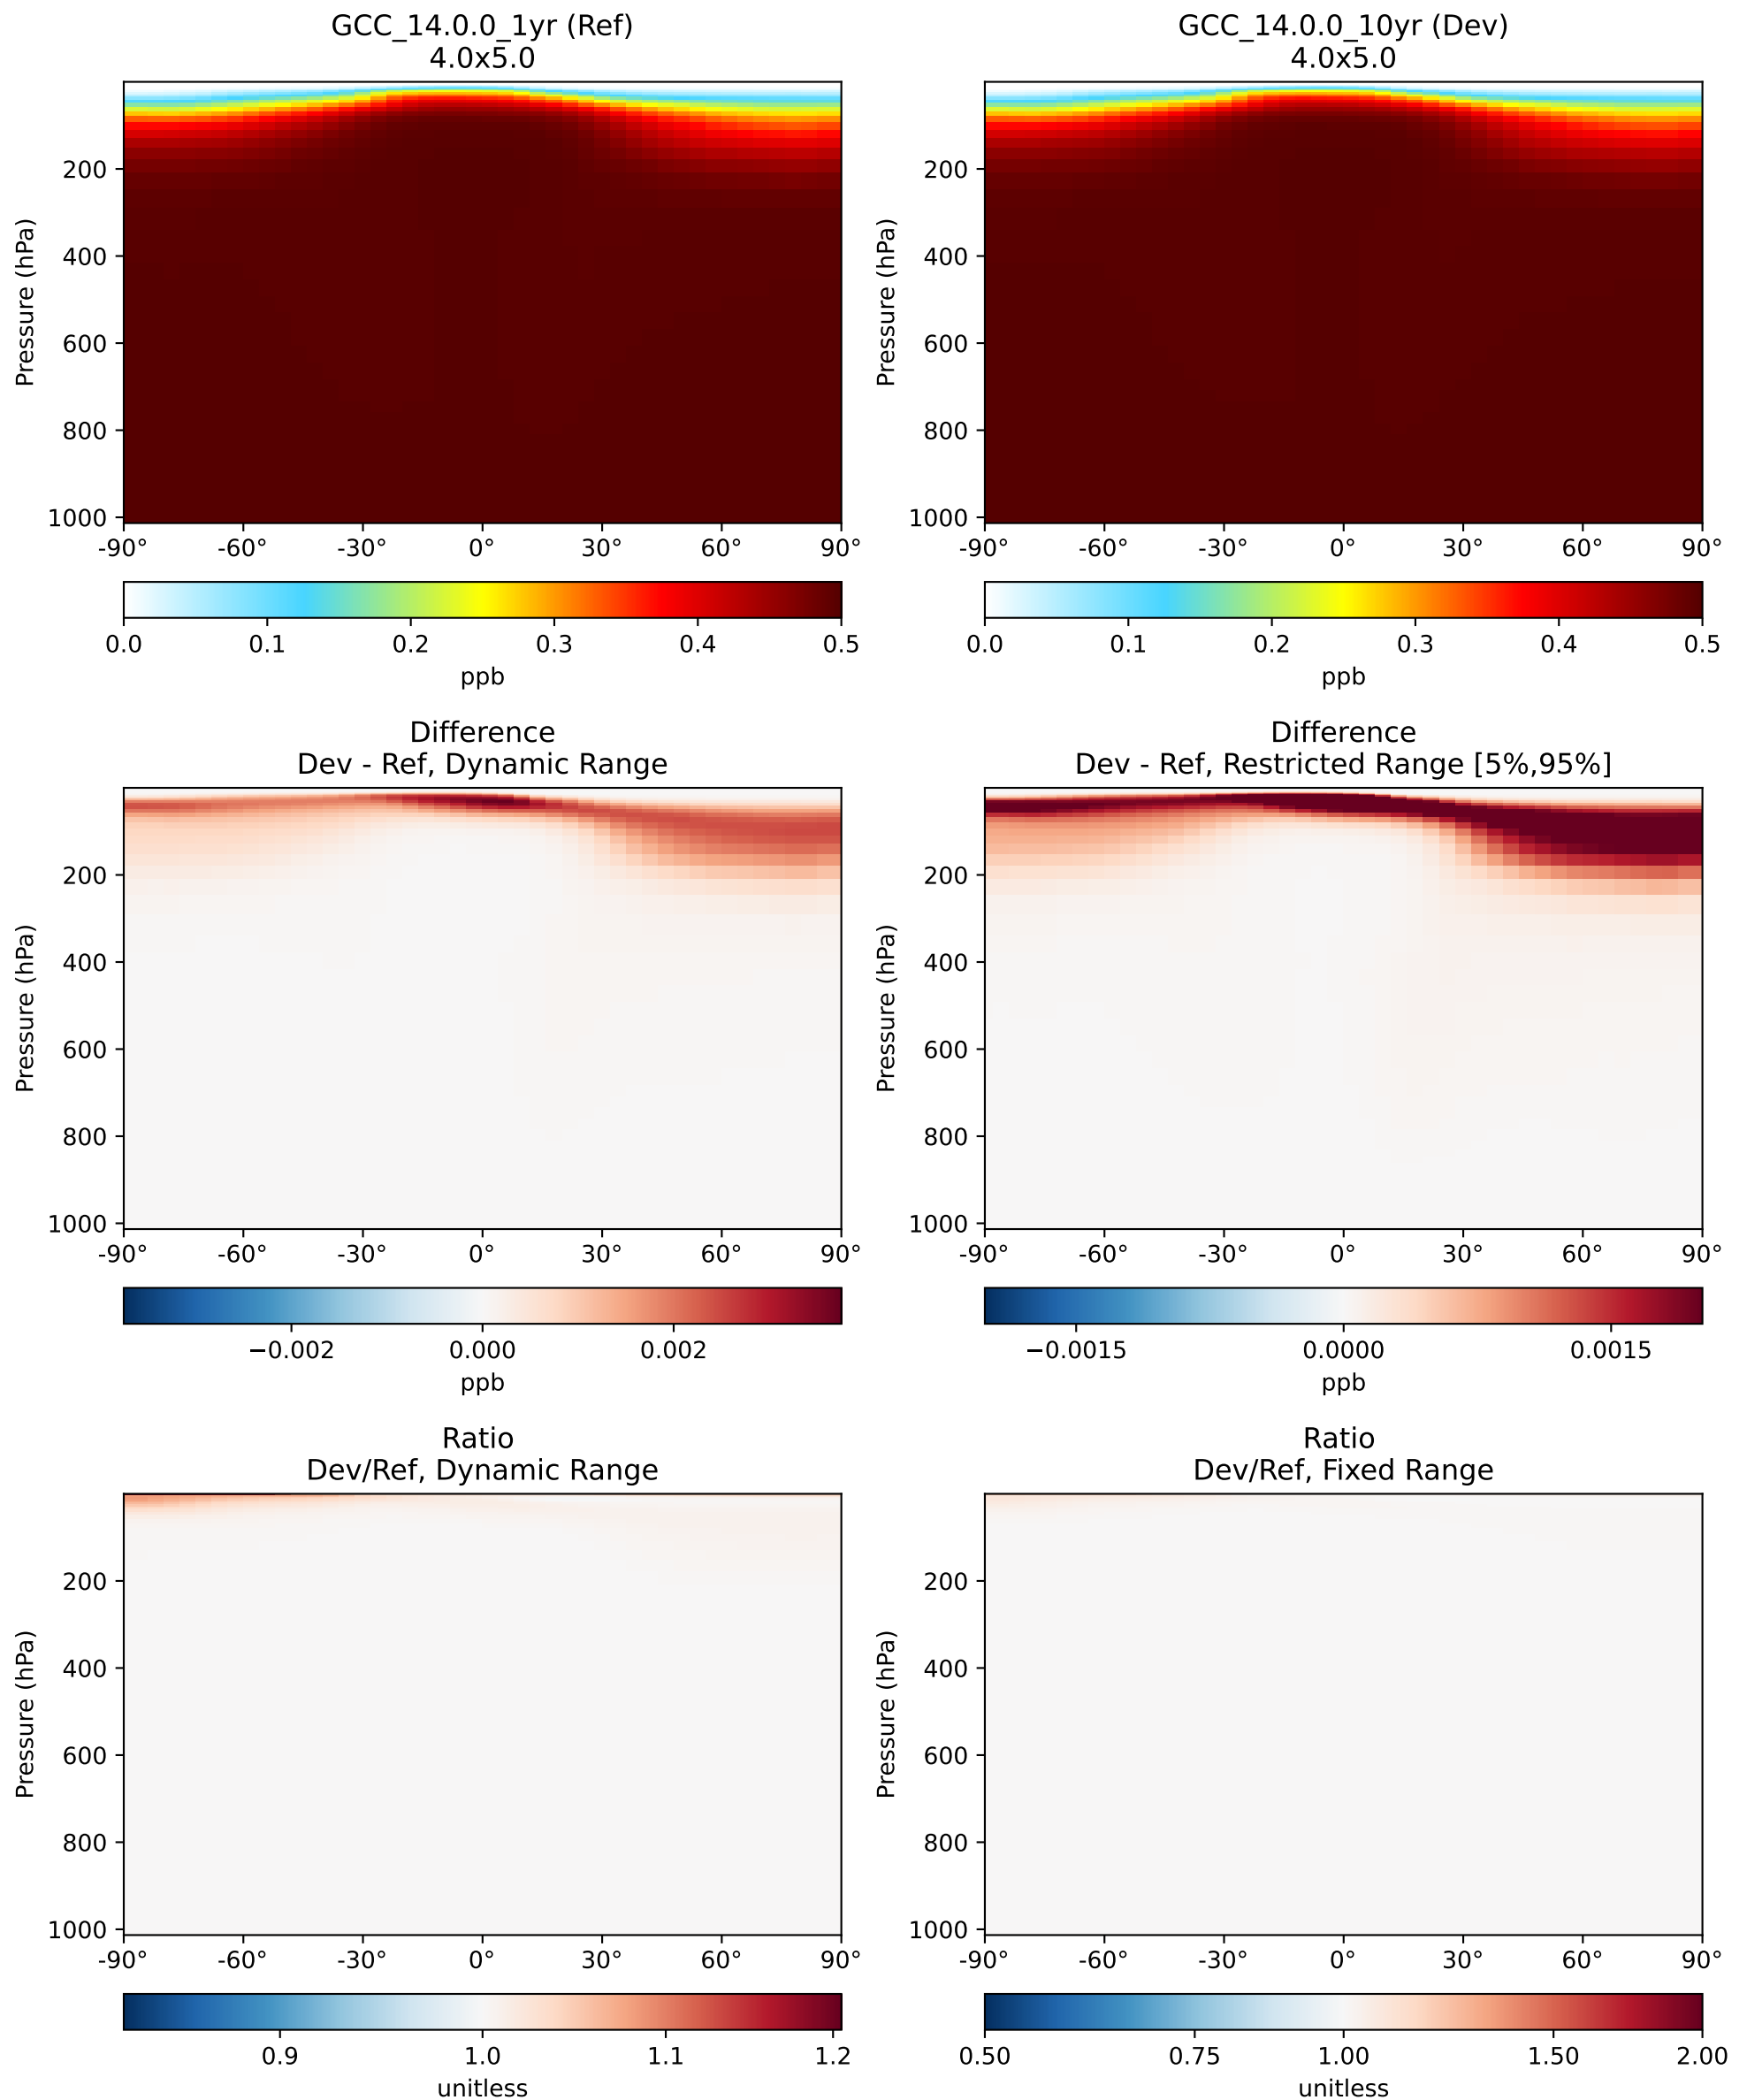 GCC_14.0.0_1yr (Ref)
4.0x5.0
Pressure (hPa)
200
400
600
800
1000
-90° -60° -30° 0° 30° 60° 90°
0.0 0.1 0.2 0.3 0.4 0.5
ppb
GCC_14.0.0_10yr (Dev)
4.0x5.0
Pressure (hPa)
200
400
600
800
1000
-90° -60° -30° 0° 30° 60° 90°
0.0 0.1 0.2 0.3 0.4 0.5
ppb
Difference
Dev - Ref, Dynamic Range
Pressure (hPa)
200
400
600
800
1000
-90° -60° -30° 0° 30° 60° 90°
−0.002 0.000 0.002
ppb
Difference
Dev - Ref, Restricted Range [5%,95%]
Pressure (hPa)
200
400
600
800
1000
-90° -60° -30° 0° 30° 60° 90°
−0.0015 0.0000 0.0015
ppb
Ratio
Dev/Ref, Dynamic Range
Pressure (hPa)
200
400
600
800
1000
-90° -60° -30° 0° 30° 60° 90°
0.9 1.0 1.1 1.2
unitless
Ratio
Dev/Ref, Fixed Range
Pressure (hPa)
200
400
600
800
1000
-90° -60° -30° 0° 30° 60° 90°
0.50 0.75 1.00 1.50 2.00
unitless